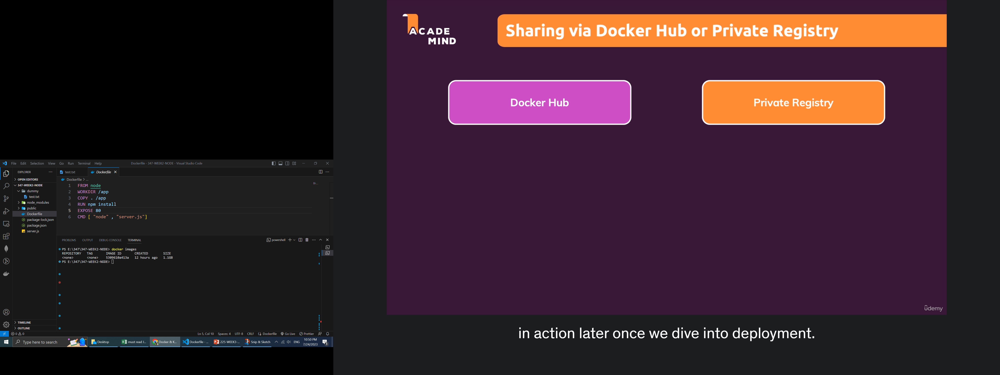 File Edit Selection View Go Run Terminal Help
Dockerfile - 347-WEEK2-NODE - Visual Studio Code
EXPLORER
OPEN EDITORS
347-WEEK2-NODE
dummy
test.txt
node_modules
public
Dockerfile
package-lock.json
package.json
server.js
TIMELINE
OUTLINE
test.txt
Dockerfile
Dockerfile > ...
1 FROM node
2 WORKDIR /app
3 COPY . /app
4 RUN npm install
5 EXPOSE 80
6 CMD [ "node" , "server.js"]
PROBLEMS OUTPUT DEBUG CONSOLE TERMINAL
powershell
PS E:\347\347-WEEK2-NODE> docker images
REPOSITORY TAG IMAGE ID CREATED SIZE
<none> <none> 5309610a413a 12 hours ago 1.1GB
PS E:\347\347-WEEK2-NODE>
0 0
Ln 5, Col 10 Spaces: 4 UTF-8 CRLF Dockerfile Go Live Prettier
Type here to search
Desktop
must read J...
Docker & K...
Dockerfile - ...
225-WEEK3-...
Snip & Sketch
ENG
10:50 PM
7/24/2023
3
ACADE
MIND
Sharing via Docker Hub or Private Registry
Docker Hub
Private Registry
ûdemy
in action later once we dive into deployment.